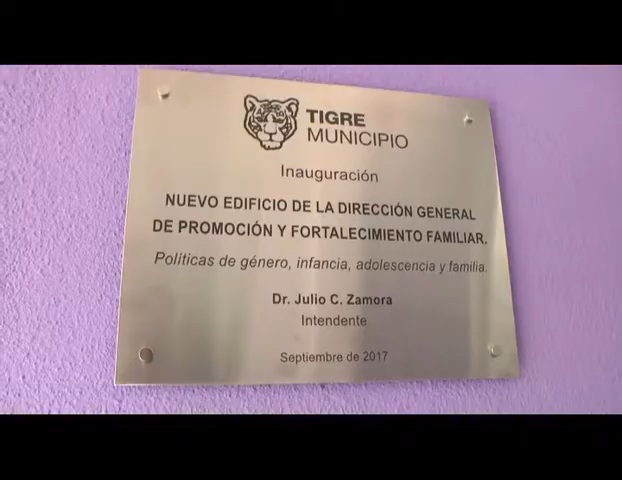 TIGRE
MUNICIPIO
Inauguración
NUEVO EDIFICIO DE LA DIRECCIÓN GENERAL
DE PROMOCIÓN Y FORTALECIMIENTO FAMILIAR.
Políticas de género, infancia, adolescencia y familia.
Dr. Julio C. Zamora
Intendente
Septiembre de 2017